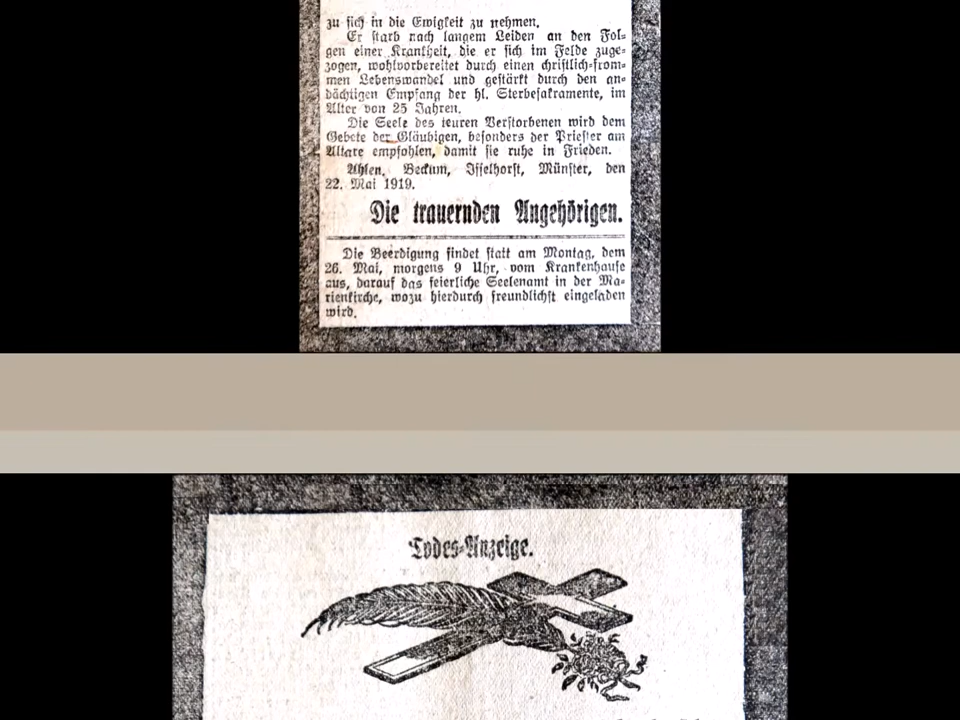 zu sich in die Ewigkeit zu nehmen.
Er starb nach langem Leiden an den Fol-
gen einer Krankheit, die er sich im Felde zuge-
zogen, wohlvorbereitet durch einen christlich-from-
men Lebenswandel und gestärkt durch den an-
dächtigen Empfang der hl. Sterbesakramente, im
Alter von 25 Jahren.
Die Seele des teuren Verstorbenen wird dem
Gebete der Gläubigen, besonders der Priester am
Altare empfohlen, damit sie ruhe in Frieden.
Ahlen, Beckum, Isselhorst, Münster, den
22. Mai 1919.
Die trauernden Angehörigen.
Die Beerdigung findet statt am Montag, dem
26. Mai, morgens 9 Uhr, vom Krankenhause
aus, darauf das feierliche Seelenamt in der Ma-
rienkirche, wozu hierdurch freundlichst eingeladen
wird.
Todes-Anzeige.